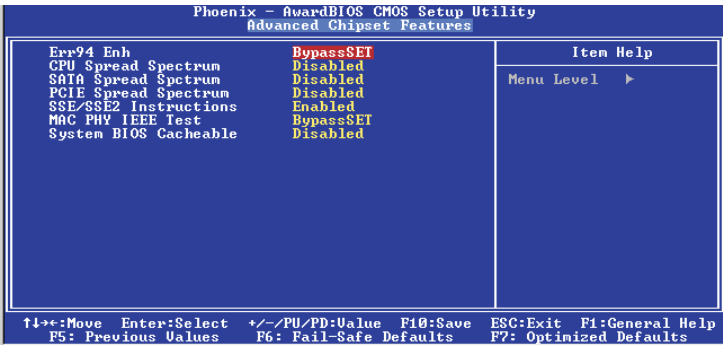 Phoenix - AwardBIOS CMOS Setup Utility
Advanced Chipset Features
Err94 Enh BypassSET
CPU Spread Spectrum Disabled
SATA Spread Spctrum Disabled
PCIE Spread Spectrum Disabled
SSE/SSE2 Instructions Enabled
MAC PHY IEEE Test BypassSET
System BIOS Cacheable Disabled
Item Help
Menu Level ►
↑↓→←:Move Enter:Select +/-/PU/PD:Value F10:Save ESC:Exit F1:General Help
F5: Previous Values F6: Fail-Safe Defaults F7: Optimized Defaults